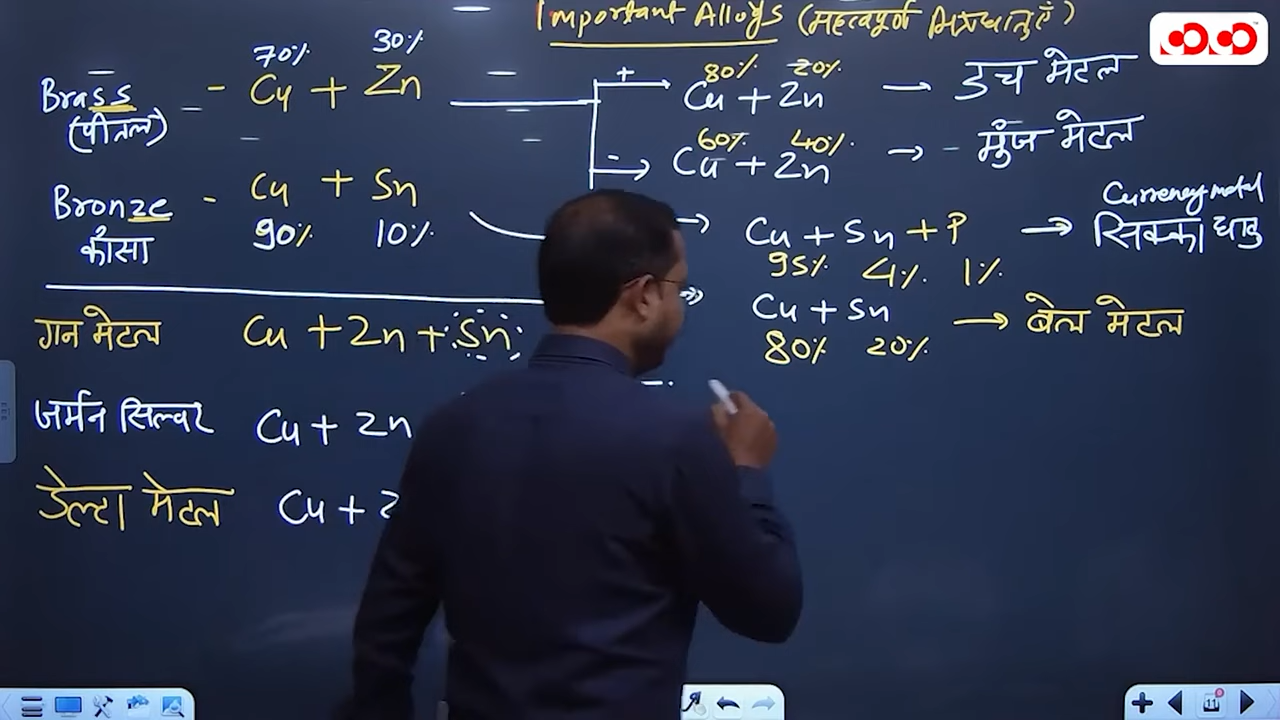 Important Alloys (महत्वपूर्ण मिश्रधातुएँ)
70% 30%
Brass - Cu + Zn
(पीतल)
80% 20%
Cu + Zn → डच मेटल
60% 40%
Cu + Zn → मुंज मेटल
Bronze - Cu + Sn
कांसा 90% 10%
Currency metal
Cu + Sn + P → सिक्का धातु
95% 4% 1%
Cu + Sn → बेल मेटल
80% 20%
गन मेटल Cu + Zn + Sn
जर्मन सिल्वर Cu + Zn
डेल्टा मेटल Cu +
11